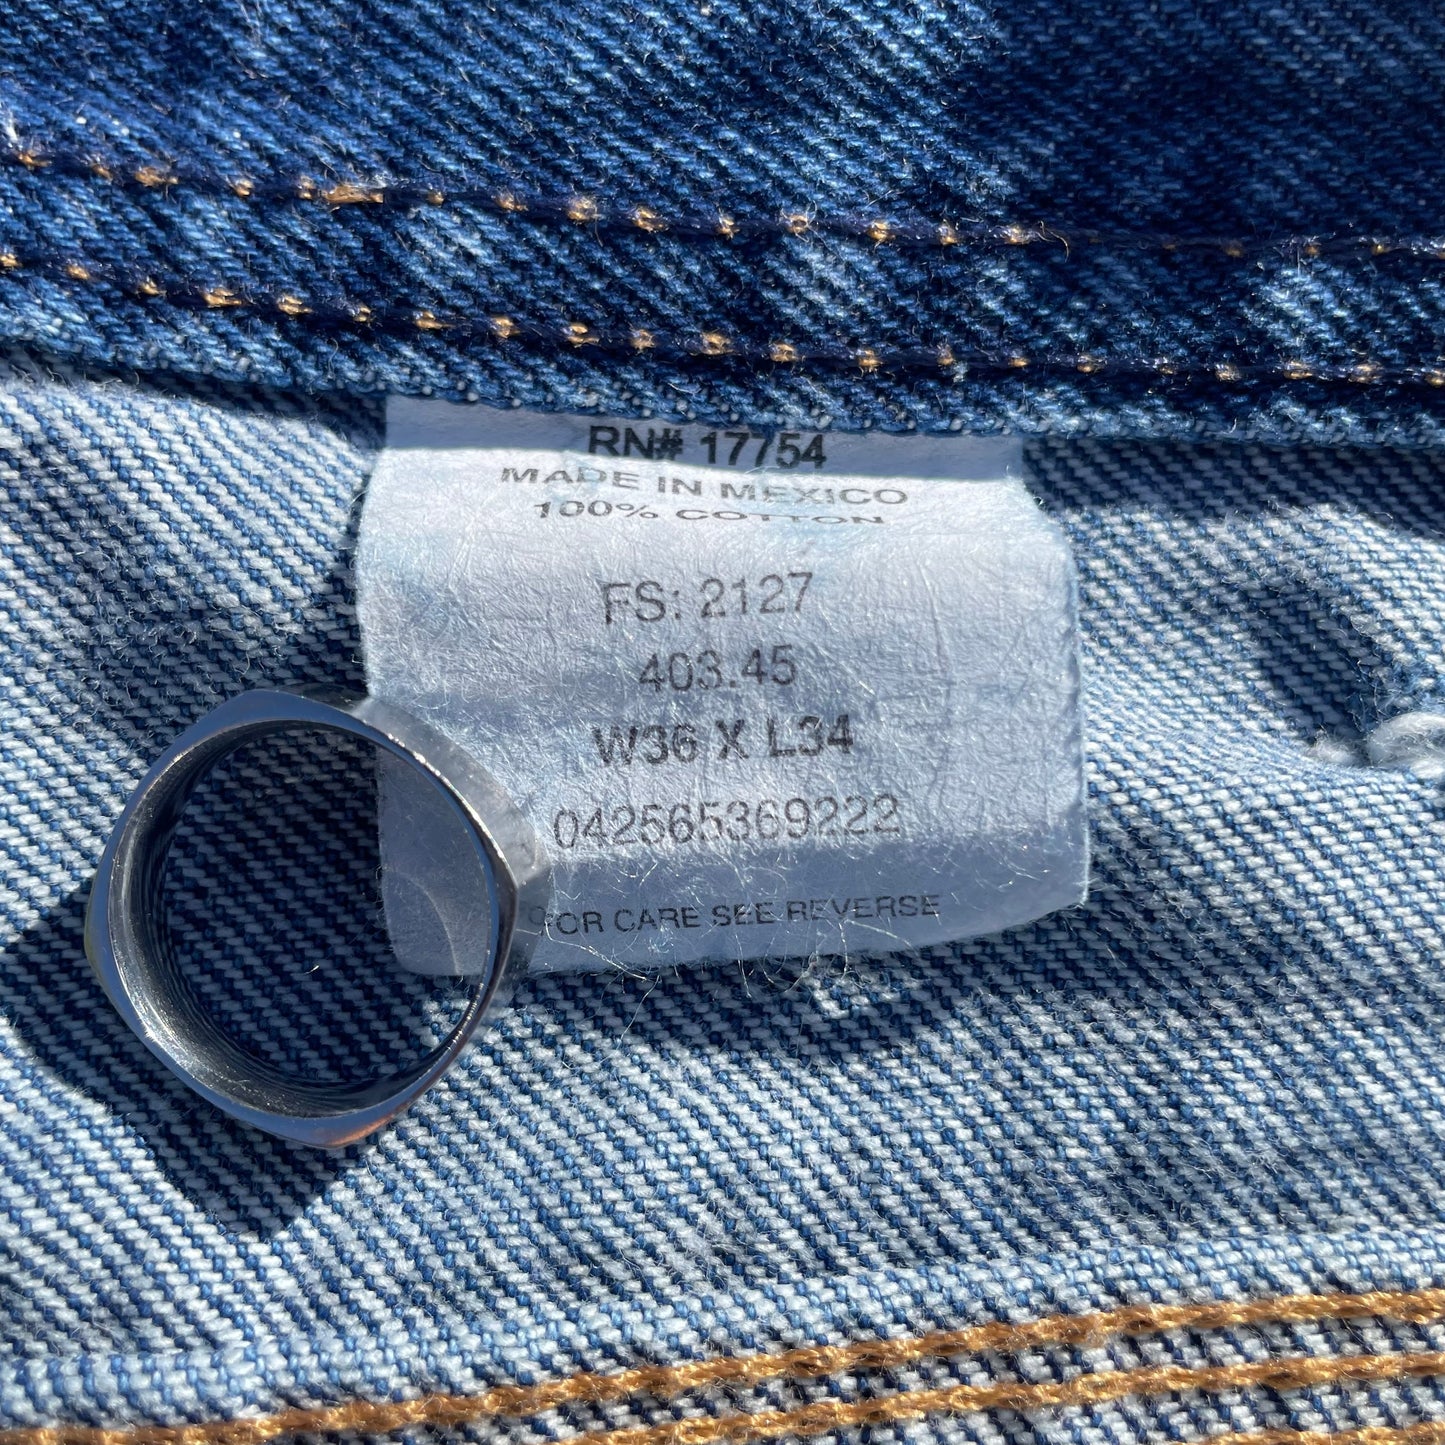 RN# 17754
MADE IN MEXICO
100% COTTON
FS: 2127
403.45
W36 X L34
042565369222
FOR CARE SEE REVERSE